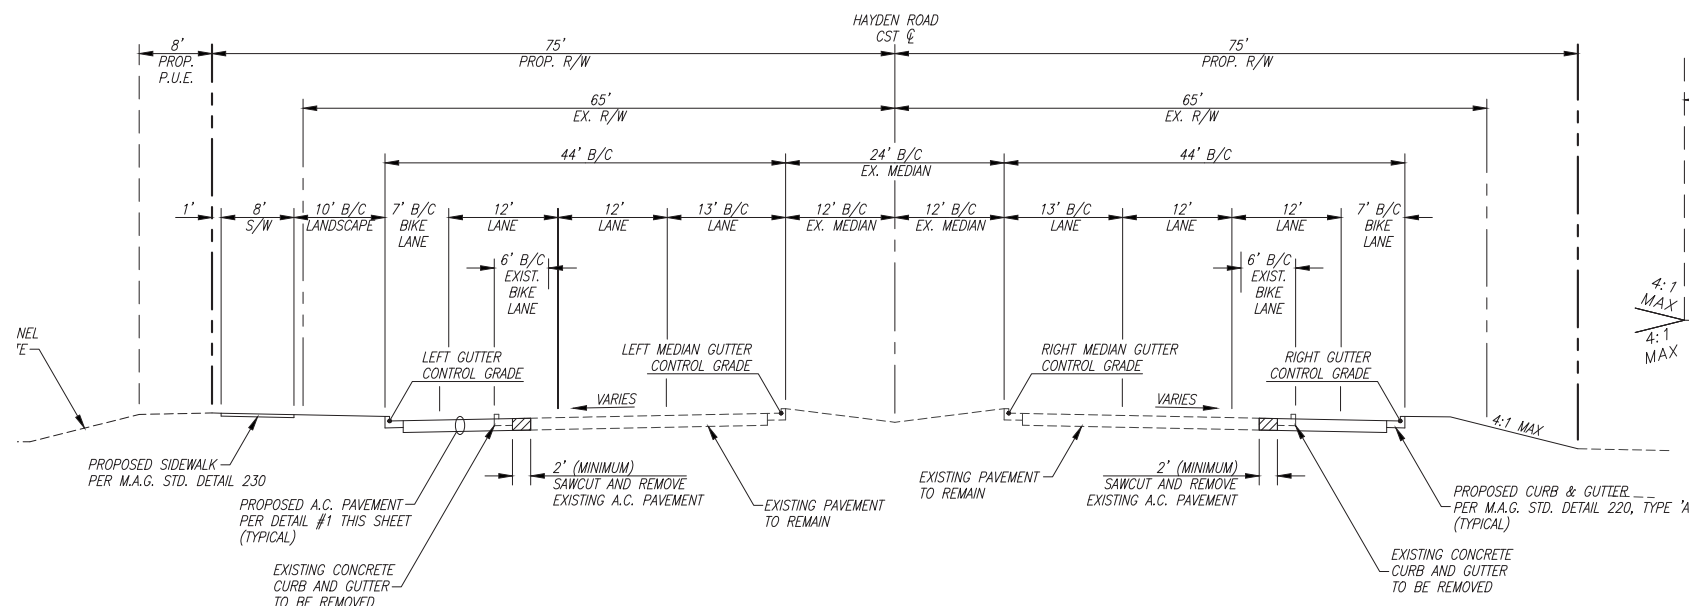 HAYDEN ROAD
CST ℄
8'
PROP.
P.U.E.
75'
PROP. R/W
75'
PROP. R/W
65'
EX. R/W
65'
EX. R/W
44' B/C
24' B/C
EX. MEDIAN
44' B/C
1'
8'
S/W
10' B/C
LANDSCAPE
7' B/C
BIKE
LANE
12'
LANE
12'
LANE
13' B/C
LANE
12' B/C
EX. MEDIAN
12' B/C
EX. MEDIAN
13' B/C
LANE
12'
LANE
12'
LANE
7' B/C
BIKE
LANE
6' B/C
EXIST.
BIKE
LANE
6' B/C
EXIST.
BIKE
LANE
4:1
MAX
4:1
MAX
NEL
LEFT GUTTER
CONTROL GRADE
LEFT MEDIAN GUTTER
CONTROL GRADE
RIGHT MEDIAN GUTTER
CONTROL GRADE
RIGHT GUTTER
CONTROL GRADE
VARIES
VARIES
4:1 MAX
PROPOSED SIDEWALK
PER M.A.G. STD. DETAIL 230
PROPOSED A.C. PAVEMENT
PER DETAIL #1 THIS SHEET
(TYPICAL)
EXISTING CONCRETE
CURB AND GUTTER
TO BE REMOVED
2' (MINIMUM)
SAWCUT AND REMOVE
EXISTING A.C. PAVEMENT
EXISTING PAVEMENT
TO REMAIN
EXISTING PAVEMENT
TO REMAIN
2' (MINIMUM)
SAWCUT AND REMOVE
EXISTING A.C. PAVEMENT
PROPOSED CURB & GUTTER
PER M.A.G. STD. DETAIL 220, TYPE 'A
(TYPICAL)
EXISTING CONCRETE
CURB AND GUTTER
TO BE REMOVED